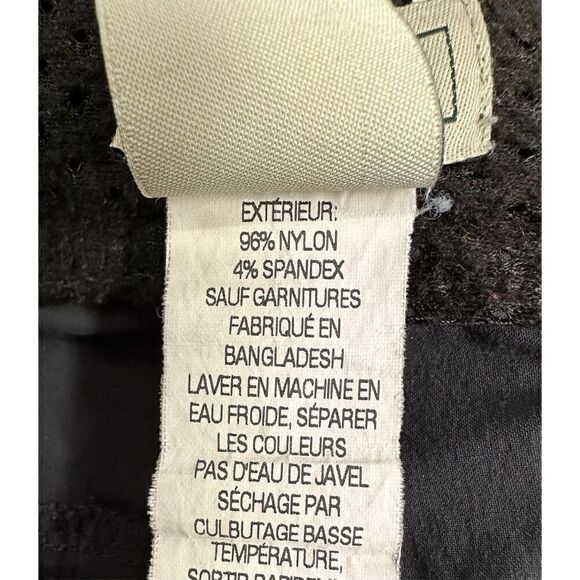 EXTÉRIEUR:
96% NYLON
4% SPANDEX
SAUF GARNITURES
FABRIQUÉ EN
BANGLADESH
LAVER EN MACHINE EN
EAU FROIDE, SÉPARER
LES COULEURS
PAS D'EAU DE JAVEL
SÉCHAGE PAR
CULBUTAGE BASSE
TEMPÉRATURE,
SORTIR